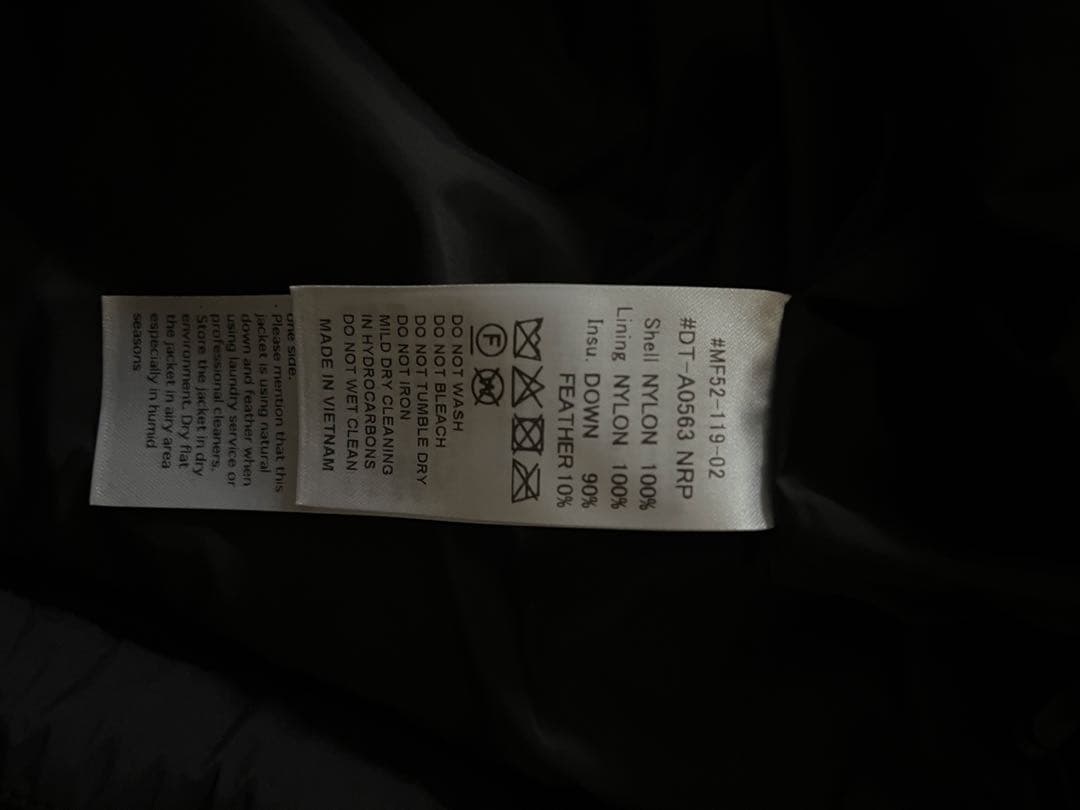 #MF52-119-02
#DT-A0563 NRP
Shell NYLON 100%
Lining NYLON 100%
Insu. DOWN 90%
FEATHER 10%
F
W
DO NOT WASH
DO NOT BLEACH
DO NOT TUMBLE DRY
DO NOT IRON
MILD DRY CLEANING
IN HYDROCARBONS
DO NOT WET CLEAN
MADE IN VIETNAM
one side.
· Please mention that this
jacket is using natural
down and feather when
using laundry service or
professional cleaners.
· Store the jacket in dry
environment. Dry flat
the jacket in airy area
especially in humid
seasons